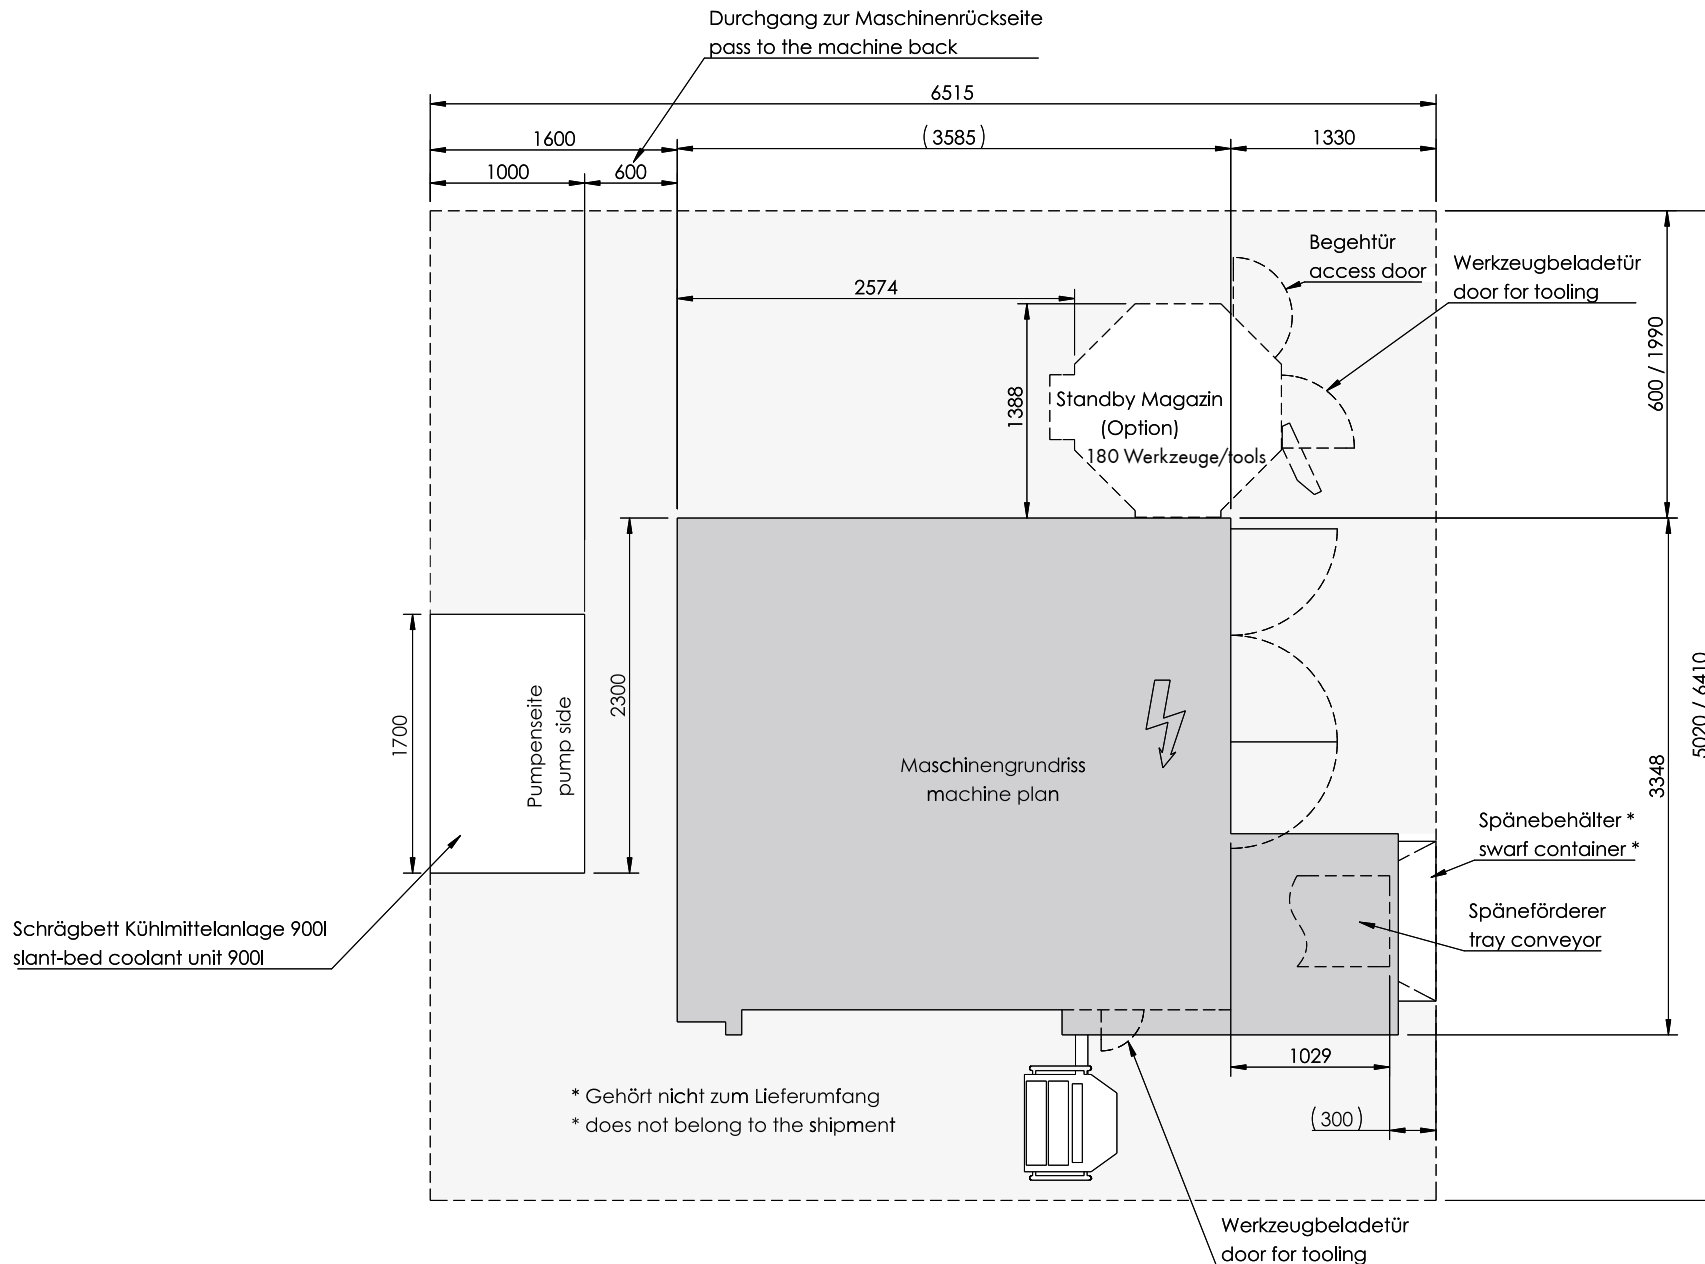 Durchgang zur Maschinenrückseite
pass to the machine back
6515
1600
(3585)
1330
1000
600
Begehtür
access door
Werkzeugbeladetür
door for tooling
2574
600 / 1990
1388
Standby Magazin
(Option)
180 Werkzeuge/tools
2300
1700
Pumpenseite
pump side
5020 / 6410
3348
Maschinengrundriss
machine plan
Spänebehälter *
swarf container *
Späneförderer
tray conveyor
Schrägbett Kühlmittelanlage 900l
slant-bed coolant unit 900l
1029
* Gehört nicht zum Lieferumfang
* does not belong to the shipment
(300)
Werkzeugbeladetür
door for tooling